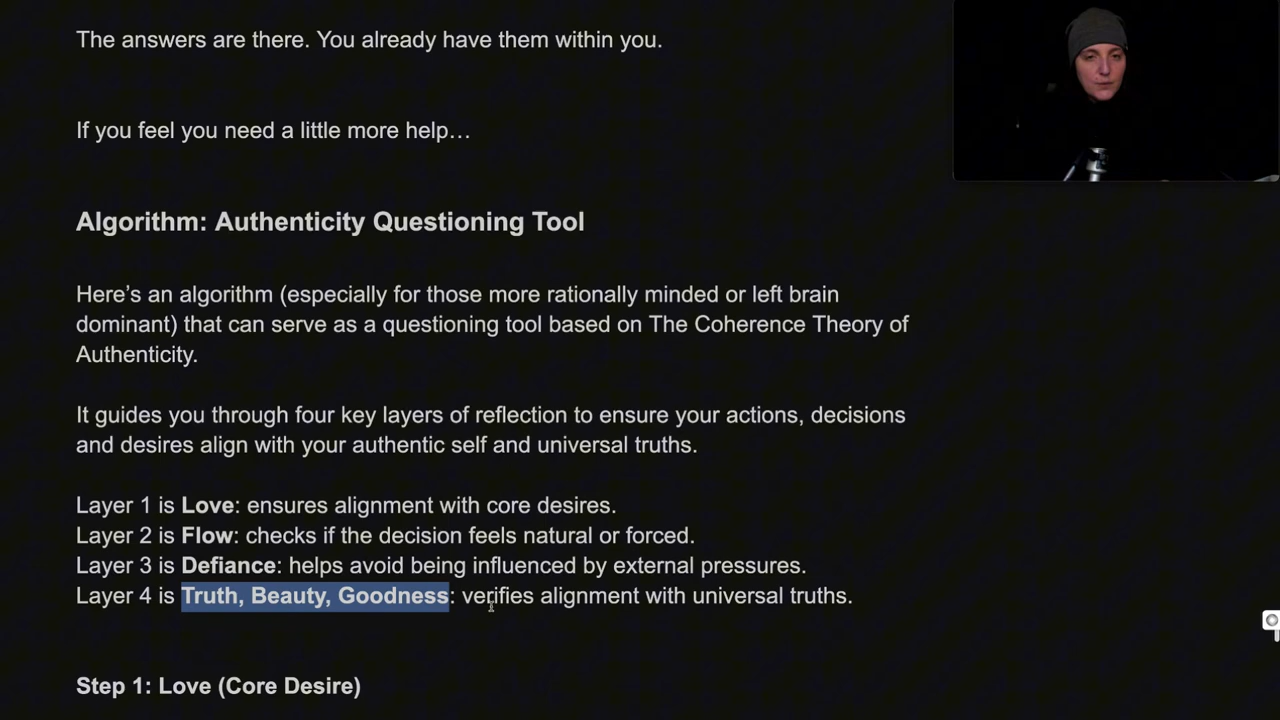 The answers are there. You already have them within you.
If you feel you need a little more help…
Algorithm: Authenticity Questioning Tool
Here’s an algorithm (especially for those more rationally minded or left brain
dominant) that can serve as a questioning tool based on The Coherence Theory of
Authenticity.
It guides you through four key layers of reflection to ensure your actions, decisions
and desires align with your authentic self and universal truths.
Layer 1 is Love: ensures alignment with core desires.
Layer 2 is Flow: checks if the decision feels natural or forced.
Layer 3 is Defiance: helps avoid being influenced by external pressures.
Layer 4 is Truth, Beauty, Goodness: verifies alignment with universal truths.
Step 1: Love (Core Desire)